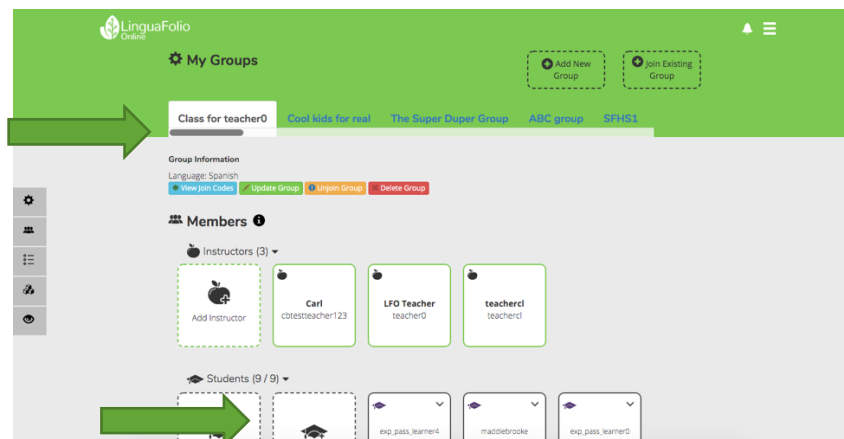 LinguaFolio
Online
My Groups
Add New
Group
Join Existing
Group
Class for teacher0
Cool kids for real
The Super Duper Group
ABC group
SFHS1
Group Information
Language: Spanish
View Join Codes
Update Group
Unjoin Group
Delete Group
Members
Instructors (3)
Add Instructor
Carl
cbtestteacher123
LFO Teacher
teacher0
teachercl
teachercl
Students (9 / 9)
exp_pass_learner4
maddiebrooke
exp_pass_learner0